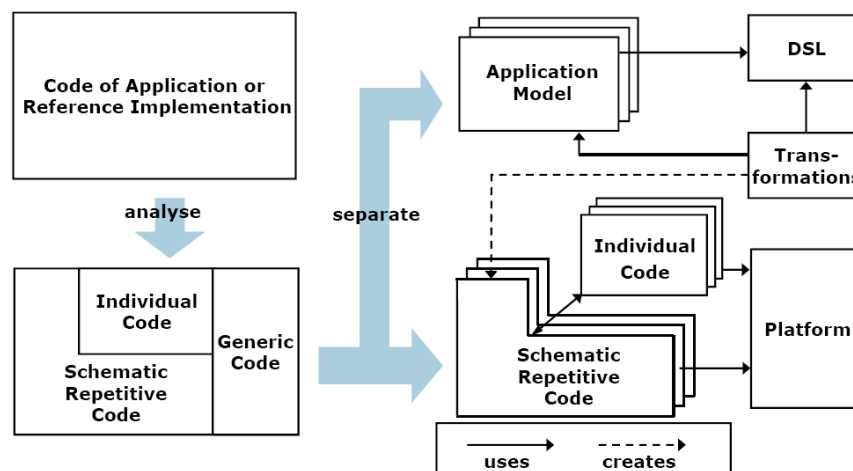 Code of Application or
Reference Implementation
analyse
Individual
Code
Generic
Code
Schematic
Repetitive
Code
separate
Application
Model
DSL
Trans-
formations
Individual
Code
Platform
Schematic
Repetitive
Code
uses
creates